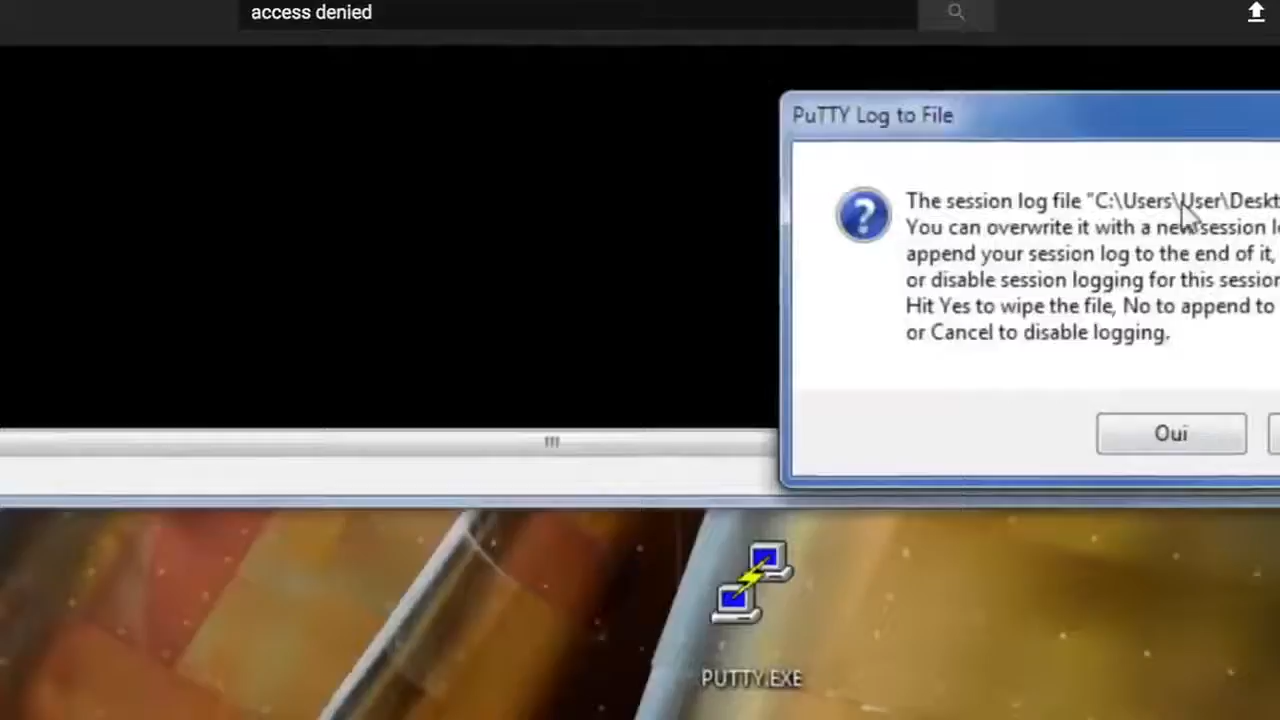 access denied
PuTTY Log to File
The session log file "C:\Users\User\Deskt
You can overwrite it with a new session l
append your session log to the end of it,
or disable session logging for this session
Hit Yes to wipe the file, No to append to
or Cancel to disable logging.
Oui
PUTTY.EXE